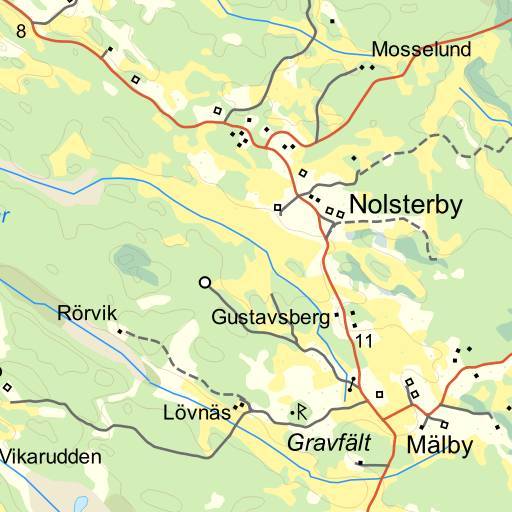 8
Mosselund
Nolsterby
Rörvik
Gustavsberg
11
Lövnäs
Gravfält
Mälby
Vikarudden